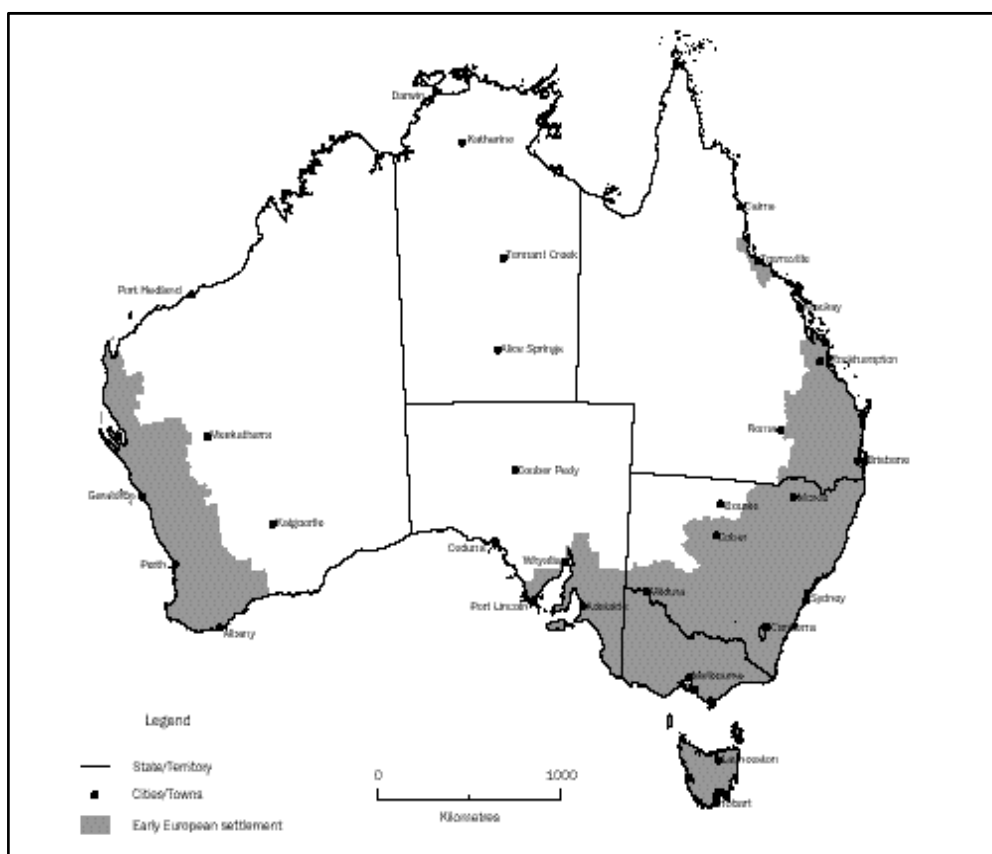 Darwin
Katherine
Cairns
Tennant Creek
Townsville
Port Hedland
Mackay
Alice Springs
Rockhampton
Meekatharra
Roma
Coober Pedy
Brisbane
Geraldton
Moree
Bourke
Kalgoorlie
Cobar
Ceduna
Whyalla
Perth
Mildura
Sydney
Port Lincoln
Adelaide
Canberra
Albany
Melbourne
Legend
Launceston
State/Territory
0
1000
Cities/Towns
Hobart
Kilometres
Early European settlement